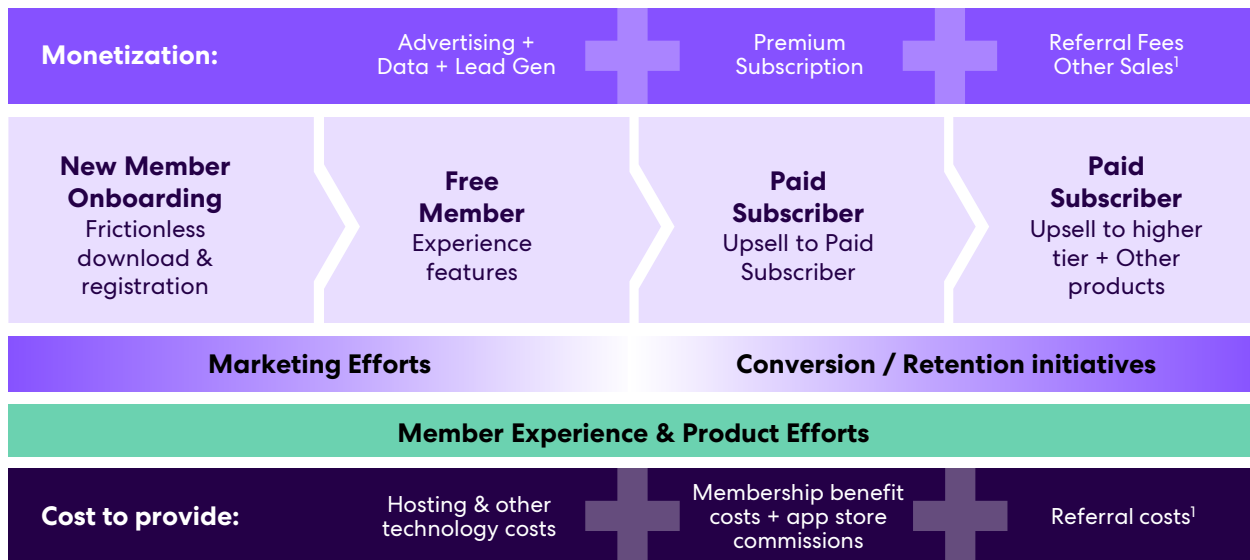 Monetization:
Advertising +
Data + Lead Gen
Premium
Subscription
Referral Fees
Other Sales¹
New Member
Onboarding
Frictionless
download &
registration
Free
Member
Experience
features
Paid
Subscriber
Upsell to Paid
Subscriber
Paid
Subscriber
Upsell to higher
tier + Other
products
Marketing Efforts
Conversion / Retention initiatives
Member Experience & Product Efforts
Cost to provide:
Hosting & other
technology costs
Membership benefit
costs + app store
commissions
Referral costs¹